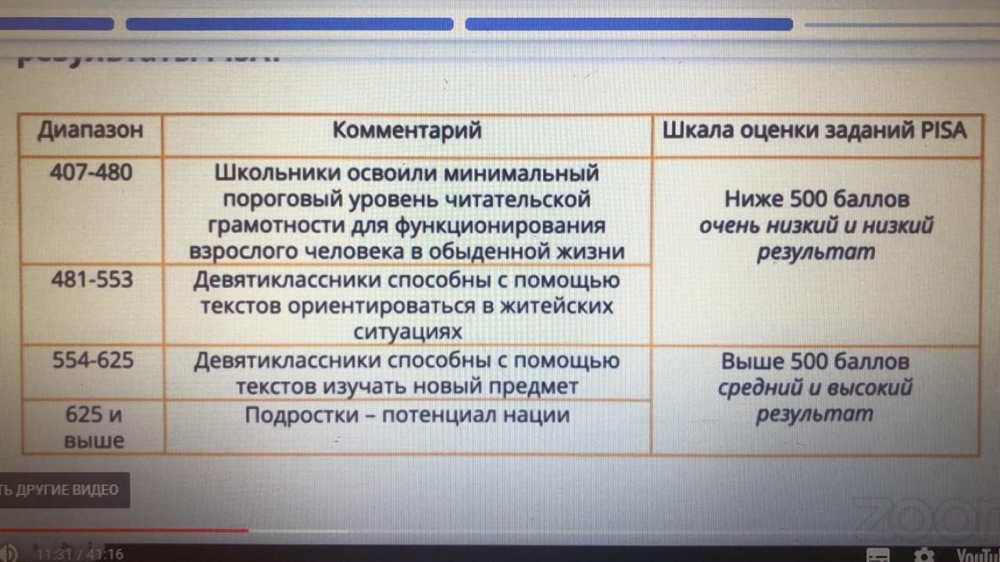 Диапазон
Комментарий
Шкала оценки заданий PISA
407-480
Школьники освоили минимальный
пороговый уровень читательской
грамотности для функционирования
взрослого человека в обыденной жизни
Ниже 500 баллов
очень низкий и низкий
результат
481-553
Девятиклассники способны с помощью
текстов ориентироваться в житейских
ситуациях
554-625
Девятиклассники способны с помощью
текстов изучать новый предмет
Выше 500 баллов
средний и высокий
результат
625 и
выше
Подростки – потенциал нации
ТЬ ДРУГИЕ ВИДЕО
zoo
11:31 / 41:16
YouTu